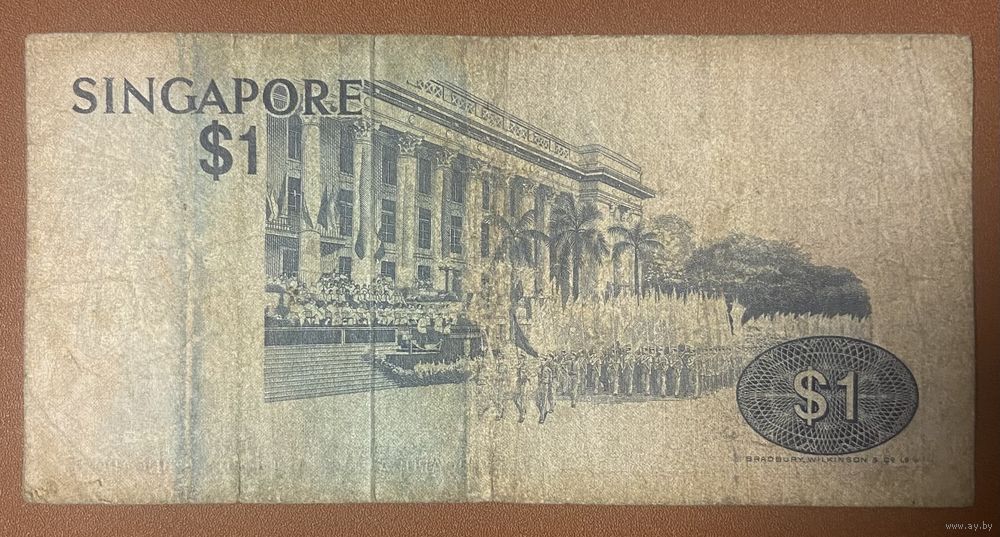 SINGAPORE
$1
$1
BRADBURY, WILKINSON & Co
www.ay.by